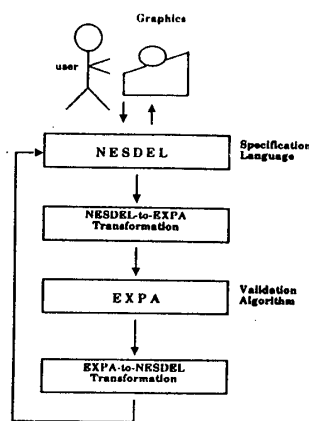 Graphics
user
NESDEL
Specification
Language
NESDEL-to-EXPA
Transformation
EXPA
Validation
Algorithm
EXPA-to-NESDEL
Transformation